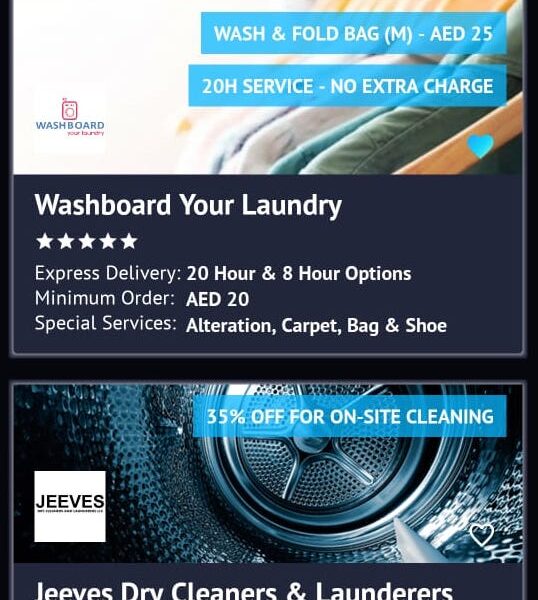 WASH & FOLD BAG (M) - AED 25
20H SERVICE - NO EXTRA CHARGE
WASHBOARD
your laundry
Washboard Your Laundry
Express Delivery: 20 Hour & 8 Hour Options
Minimum Order: AED 20
Special Services: Alteration, Carpet, Bag & Shoe
35% OFF FOR ON-SITE CLEANING
JEEVES
Jeeves Dry Cleaners & Launderers